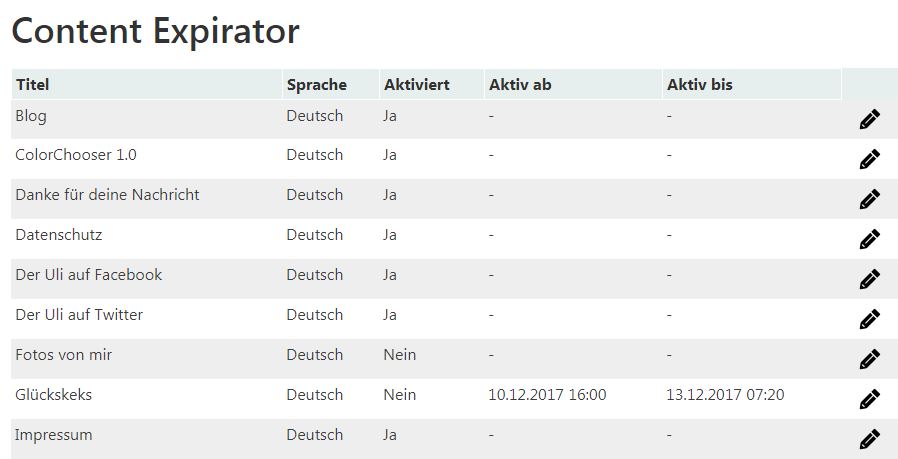 Content Expirator
Titel Sprache Aktiviert Aktiv ab Aktiv bis
Blog Deutsch Ja - -
ColorChooser 1.0 Deutsch Ja - -
Danke für deine Nachricht Deutsch Ja - -
Datenschutz Deutsch Ja - -
Der Uli auf Facebook Deutsch Ja - -
Der Uli auf Twitter Deutsch Ja - -
Fotos von mir Deutsch Nein - -
Glückskeks Deutsch Nein 10.12.2017 16:00 13.12.2017 07:20
Impressum Deutsch Ja - -